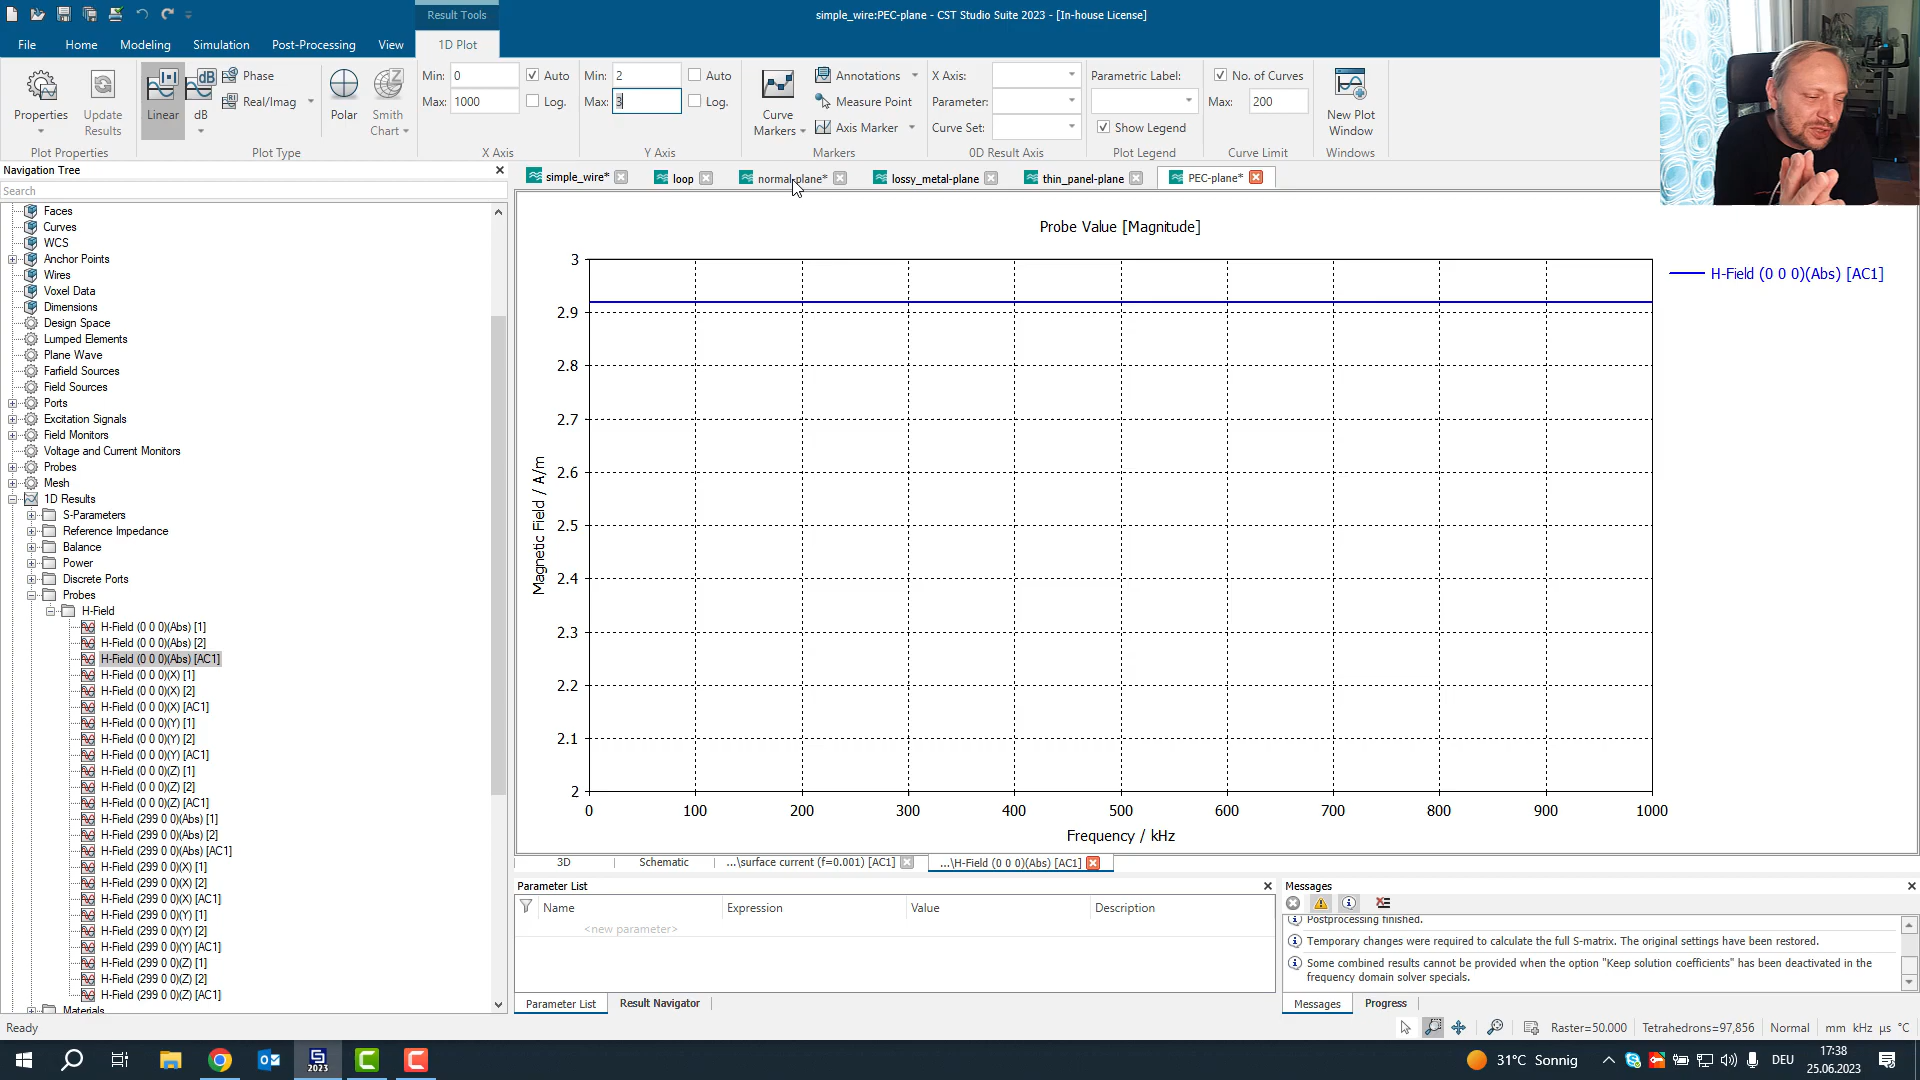 Result Tools
simple_wire:PEC-plane - CST Studio Suite 2023 - [In-house License]
File
Home
Modeling
Simulation
Post-Processing
View
1D Plot
Properties
Update Results
Plot Properties
Linear
dB
Phase
Real/Imag
Polar
Smith Chart
Plot Type
Min: 0
Auto
Max: 1000
Log.
X Axis
Min: 2
Auto
Max: 3
Log.
Y Axis
Curve Markers
Annotations
Measure Point
Axis Marker
Markers
X Axis:
Parameter:
Curve Set:
0D Result Axis
Parametric Label:
Show Legend
Plot Legend
No. of Curves
Max: 200
Curve Limit
New Plot Window
Windows
Navigation Tree
Search
Faces
Curves
WCS
Anchor Points
Wires
Voxel Data
Dimensions
Design Space
Lumped Elements
Plane Wave
Farfield Sources
Field Sources
Ports
Excitation Signals
Field Monitors
Voltage and Current Monitors
Probes
Mesh
1D Results
S-Parameters
Reference Impedance
Balance
Power
Discrete Ports
Probes
H-Field
H-Field (0 0 0)(Abs) [1]
H-Field (0 0 0)(Abs) [2]
H-Field (0 0 0)(Abs) [AC1]
H-Field (0 0 0)(X) [1]
H-Field (0 0 0)(X) [2]
H-Field (0 0 0)(X) [AC1]
H-Field (0 0 0)(Y) [1]
H-Field (0 0 0)(Y) [2]
H-Field (0 0 0)(Y) [AC1]
H-Field (0 0 0)(Z) [1]
H-Field (0 0 0)(Z) [2]
H-Field (0 0 0)(Z) [AC1]
H-Field (299 0 0)(Abs) [1]
H-Field (299 0 0)(Abs) [2]
H-Field (299 0 0)(Abs) [AC1]
H-Field (299 0 0)(X) [1]
H-Field (299 0 0)(X) [2]
H-Field (299 0 0)(X) [AC1]
H-Field (299 0 0)(Y) [1]
H-Field (299 0 0)(Y) [2]
H-Field (299 0 0)(Y) [AC1]
H-Field (299 0 0)(Z) [1]
H-Field (299 0 0)(Z) [2]
H-Field (299 0 0)(Z) [AC1]
Materials
simple_wire*
loop
normal-plane*
lossy_metal-plane
thin_panel-plane
PEC-plane*
Probe Value [Magnitude]
H-Field (0 0 0)(Abs) [AC1]
Magnetic Field / A/m
3
2.9
2.8
2.7
2.6
2.5
2.4
2.3
2.2
2.1
2
0 100 200 300 400 500 600 700 800 900 1000
Frequency / kHz
3D
Schematic
...\surface current (f=0.001) [AC1]
...\H-Field (0 0 0)(Abs) [AC1]
Parameter List
Name Expression Value Description
<new parameter>
Parameter List
Result Navigator
Messages
Postprocessing finished.
Temporary changes were required to calculate the full S-matrix. The original settings have been restored.
Some combined results cannot be provided when the option "Keep solution coefficients" has been deactivated in the
frequency domain solver specials.
Messages
Progress
Ready
Raster=50.000 Tetrahedrons=97,856 Normal mm kHz µs °C
2023
31°C Sonnig
DEU
17:38
25.06.2023